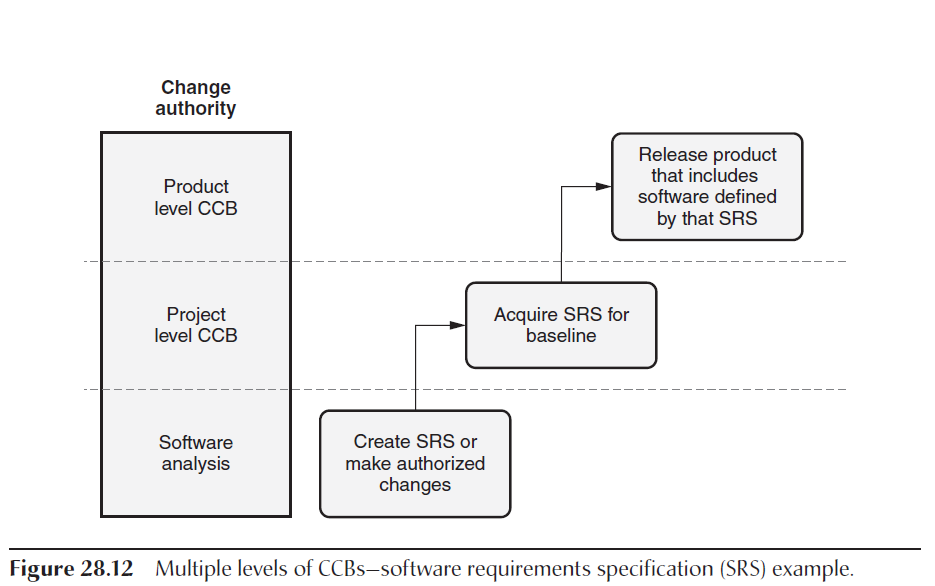 Change
authority
Product
level CCB
Release product
that includes
software defined
by that SRS
Project
level CCB
Acquire SRS for
baseline
Software
analysis
Create SRS or
make authorized
changes
Figure 28.12 Multiple levels of CCBs—software requirements specification (SRS) example.